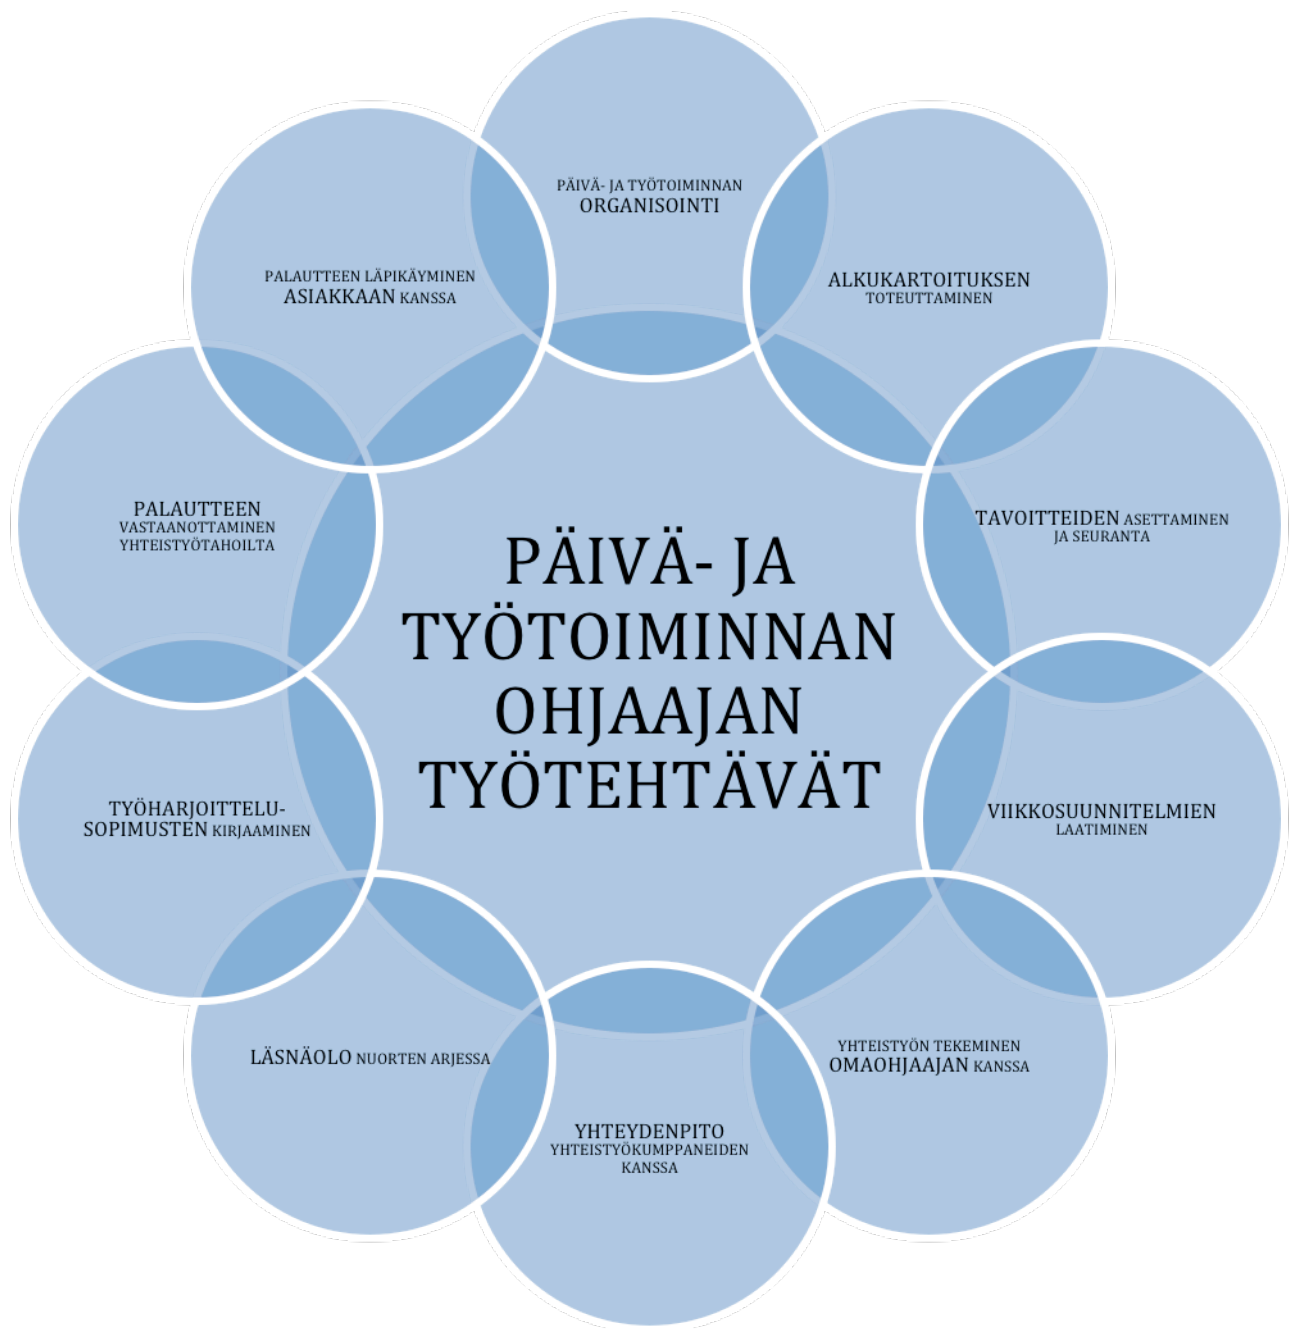 PÄIVÄ- JA TYÖTOIMINNAN
ORGANISOINTI
ALKUKARTOITUKSEN
TOTEUTTAMINEN
TAVOITTEIDEN ASETTAMINEN
JA SEURANTA
VIIKKOSUUNNITELMIEN
LAATIMINEN
YHTEISTYÖN TEKEMINEN
OMAOHJAAJAN KANSSA
YHTEYDENPITO
YHTEISTYÖKUMPPANEIDEN
KANSSA
LÄSNÄOLO NUORTEN ARJESSA
TYÖHARJOITTELU-
SOPIMUSTEN KIRJAAMINEN
PALAUTTEEN
VASTAANOTTAMINEN
YHTEISTYÖTAHOILTA
PALAUTTEEN LÄPIKÄYMINEN
ASIAKKAAN KANSSA
PÄIVÄ- JA
TYÖTOIMINNAN
OHJAAJAN
TYÖTEHTÄVÄT